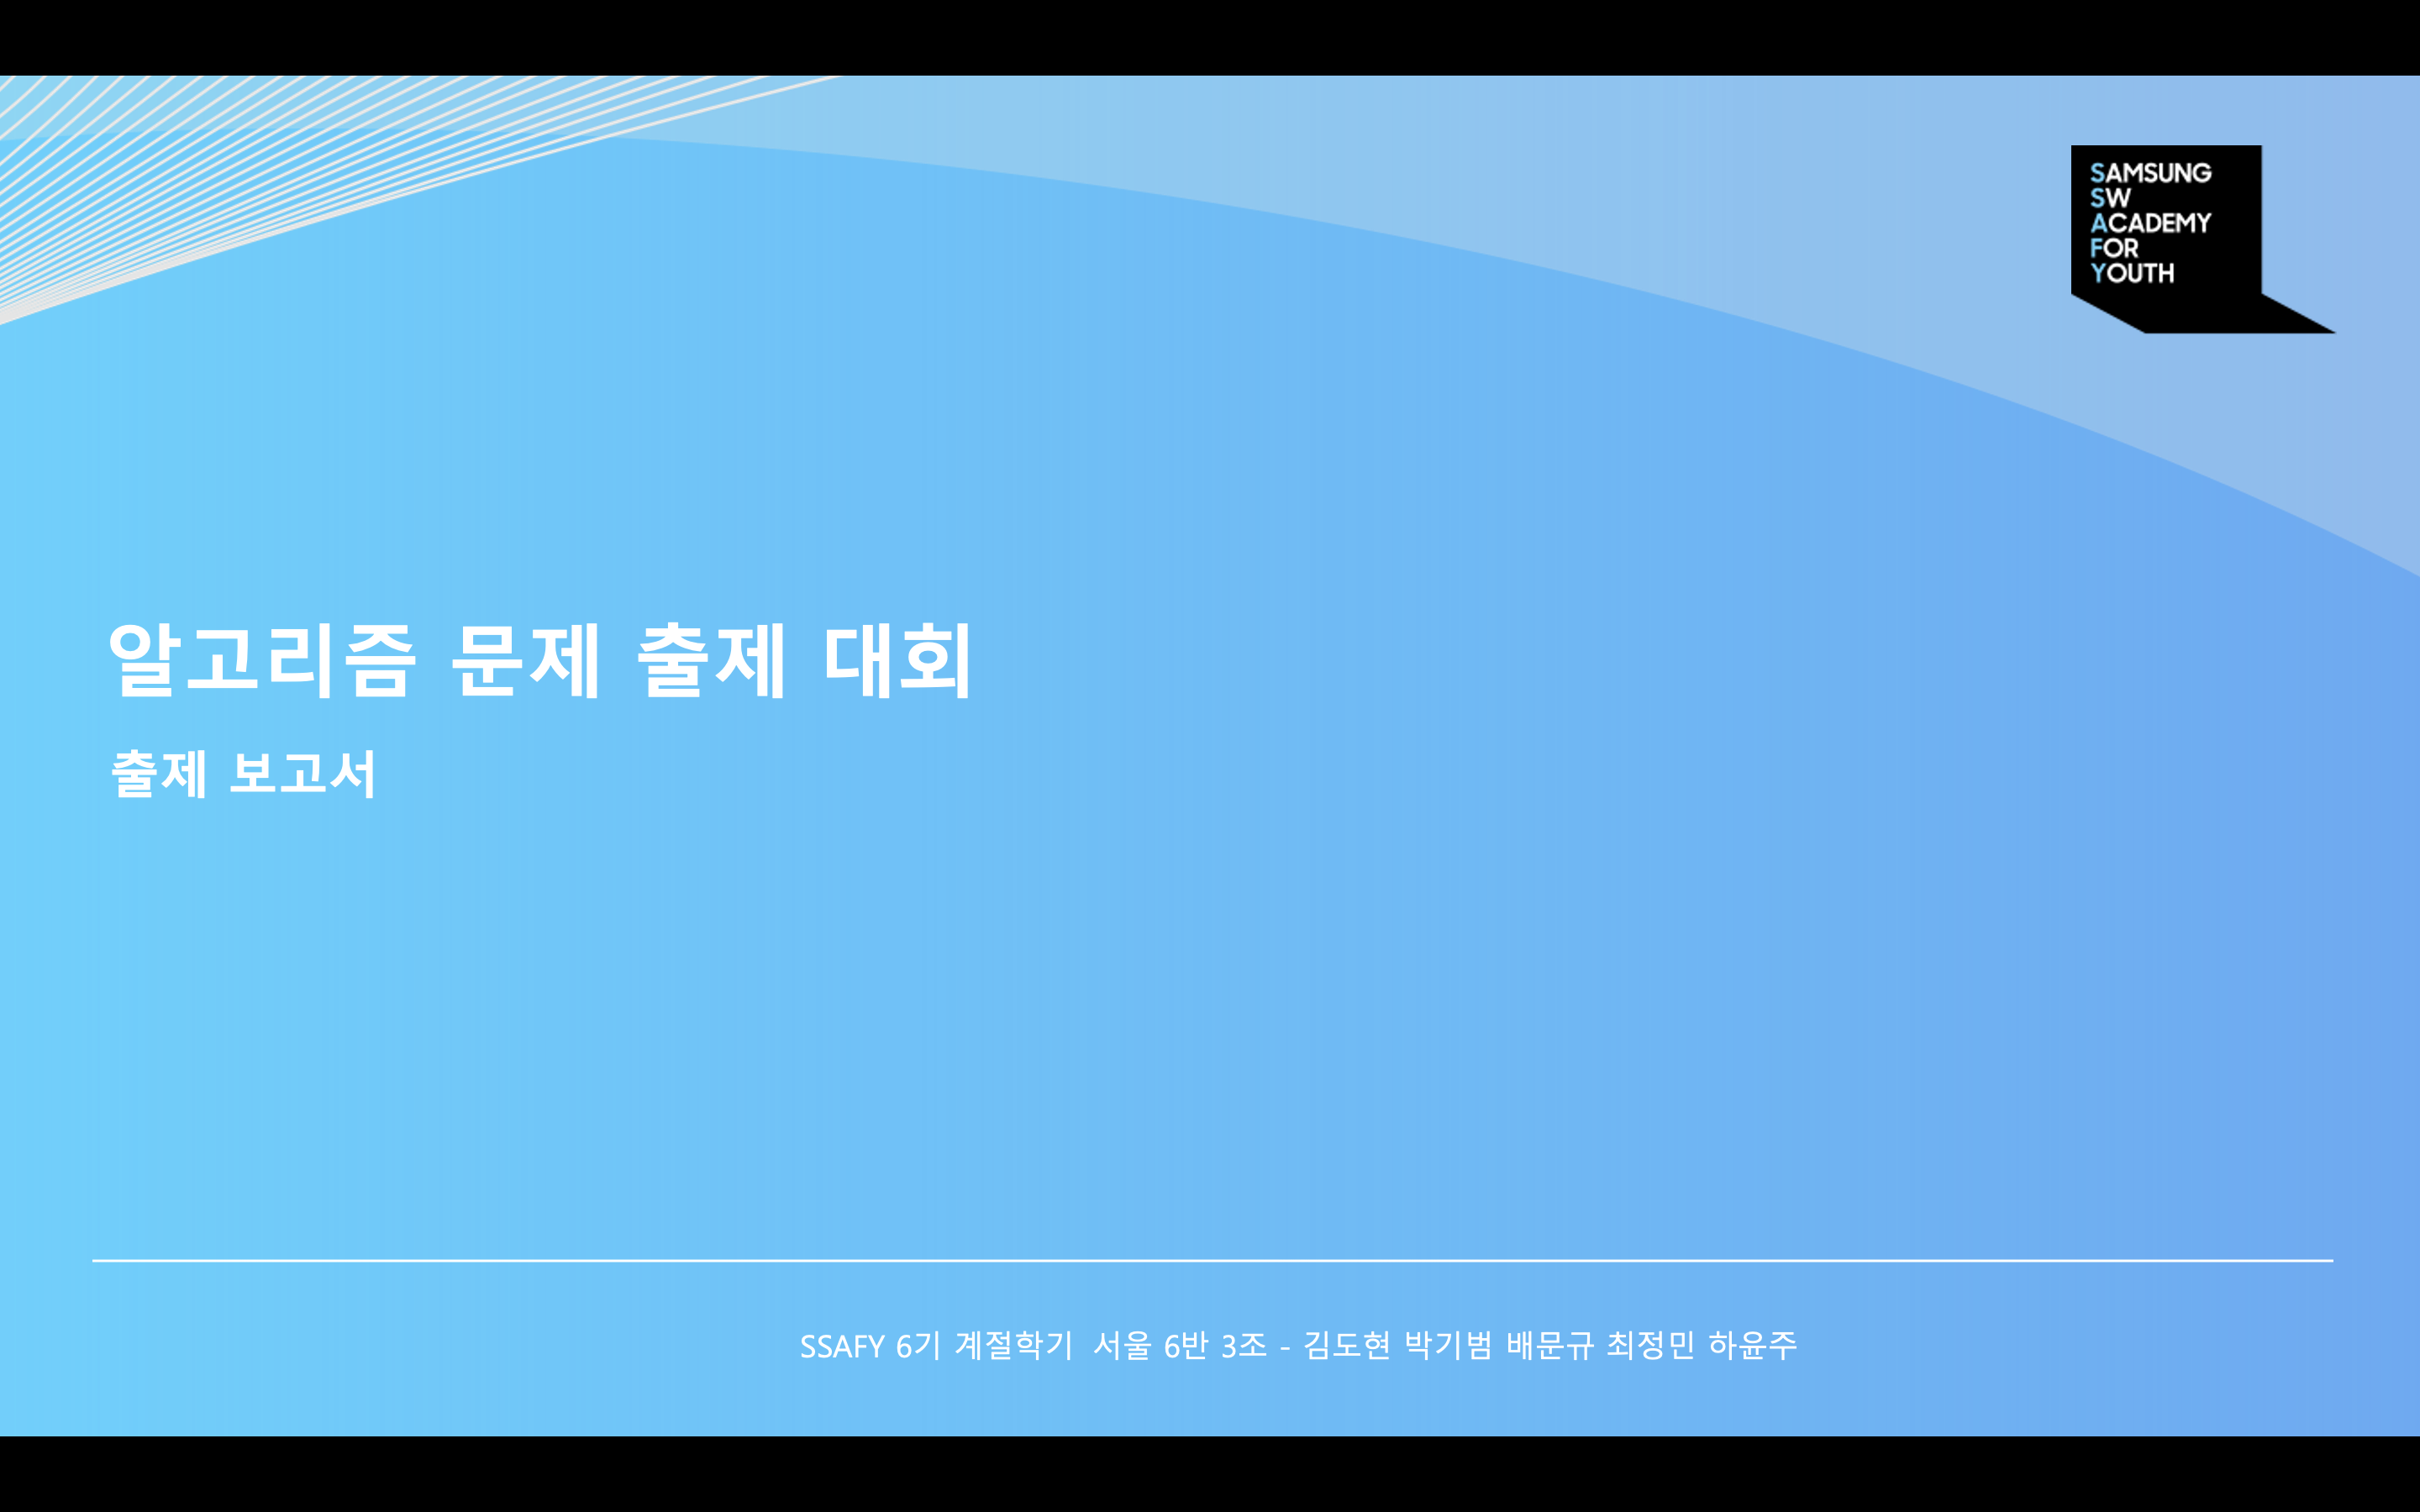 SAMSUNG
SW
ACADEMY
FOR
YOUTH
알고리즘 문제 출제 대회
출제 보고서
SSAFY 6기 계절학기 서울 6반 3조 - 김도현 박기범 배문규 최정민 하윤주